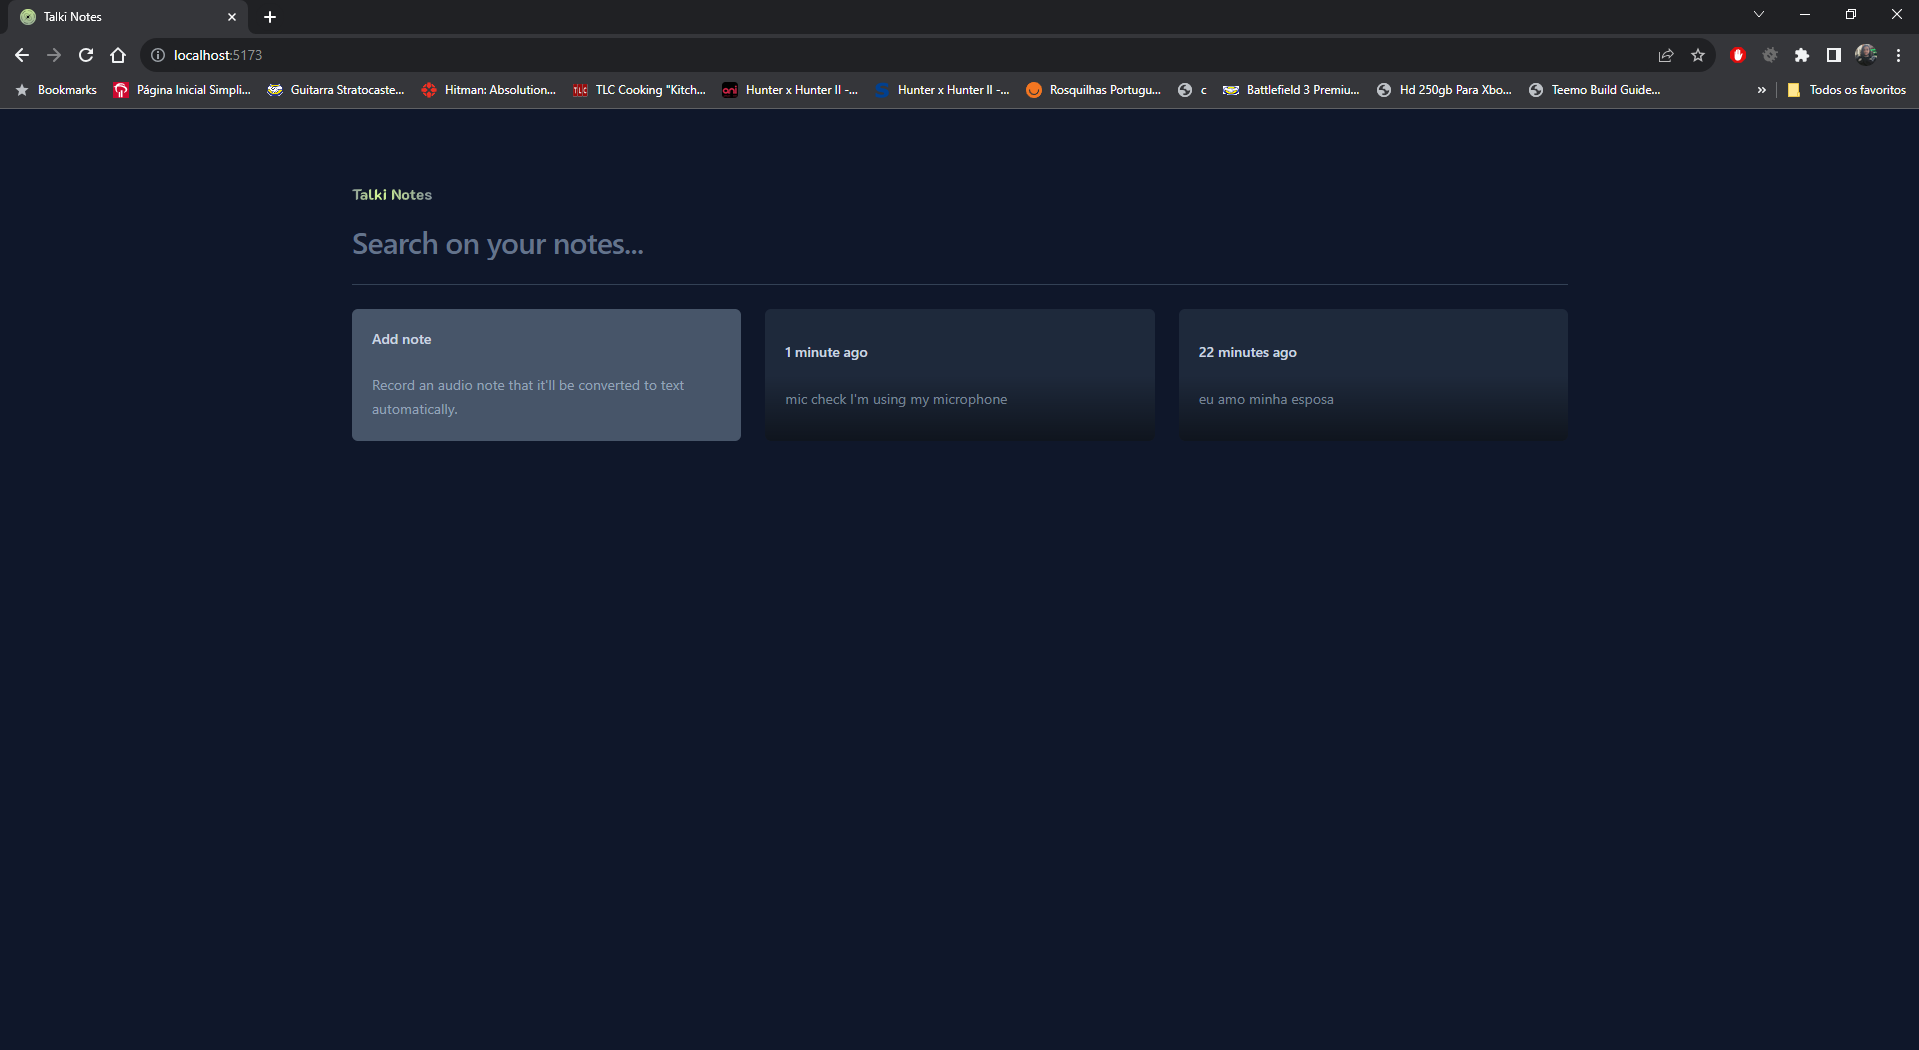 Talki Notes
localhost:5173
Bookmarks Página Inicial Simpli... Guitarra Stratocaste... Hitman: Absolution... TLC TLC Cooking "Kitch... ani Hunter x Hunter II -... S Hunter x Hunter II -... Rosquilhas Portugu... c Battlefield 3 Premiu... Hd 250gb Para Xbo... Teemo Build Guide... » Todos os favoritos
Talki Notes
Search on your notes...
Add note
Record an audio note that it'll be converted to text
automatically.
1 minute ago
mic check I'm using my microphone
22 minutes ago
eu amo minha esposa